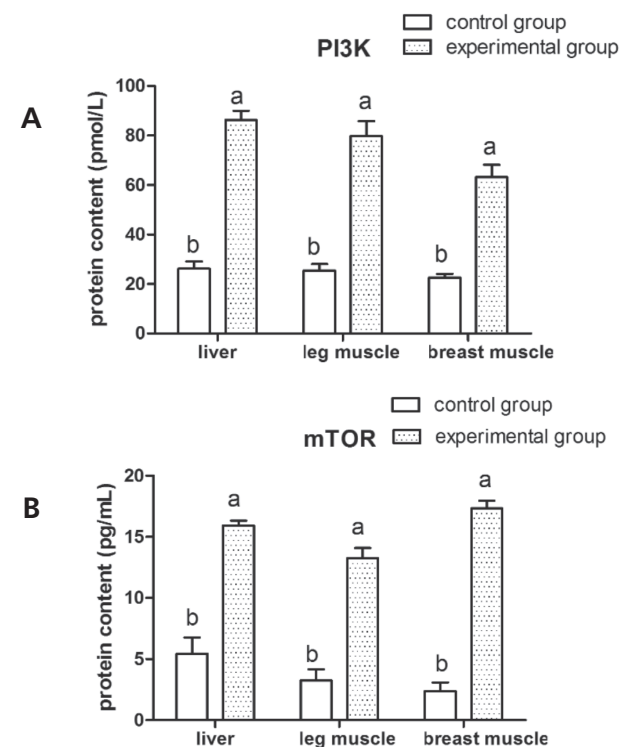 control group
PI3K experimental group
A
protein content (pmol/L)
100
80
60
40
20
0
a
a
a
b
b
b
liver leg muscle breast muscle
control group
mTOR experimental group
B
protein content (pg/mL)
20
15
10
5
0
a
a
a
b
b
b
liver leg muscle breast muscle